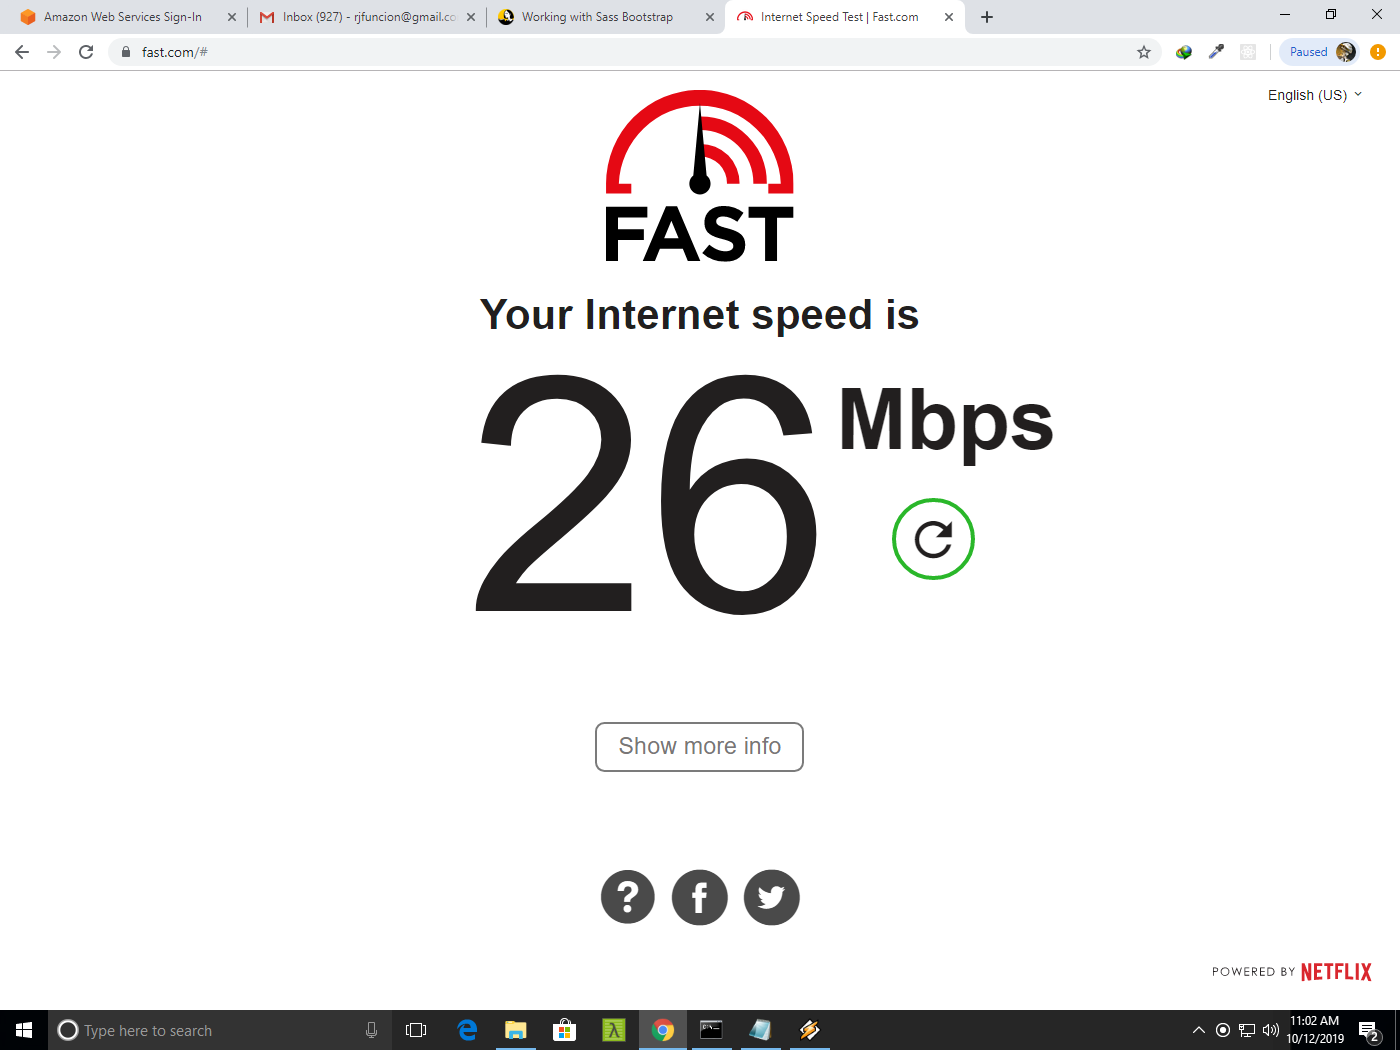 Amazon Web Services Sign-In
Inbox (927) - rjfuncion@gmail.co
Working with Sass Bootstrap
Internet Speed Test | Fast.com
fast.com/#
Paused
English (US)
FAST
Your Internet speed is
26 Mbps
Show more info
?
f
POWERED BY NETFLIX
Type here to search
11:02 AM
10/12/2019
2